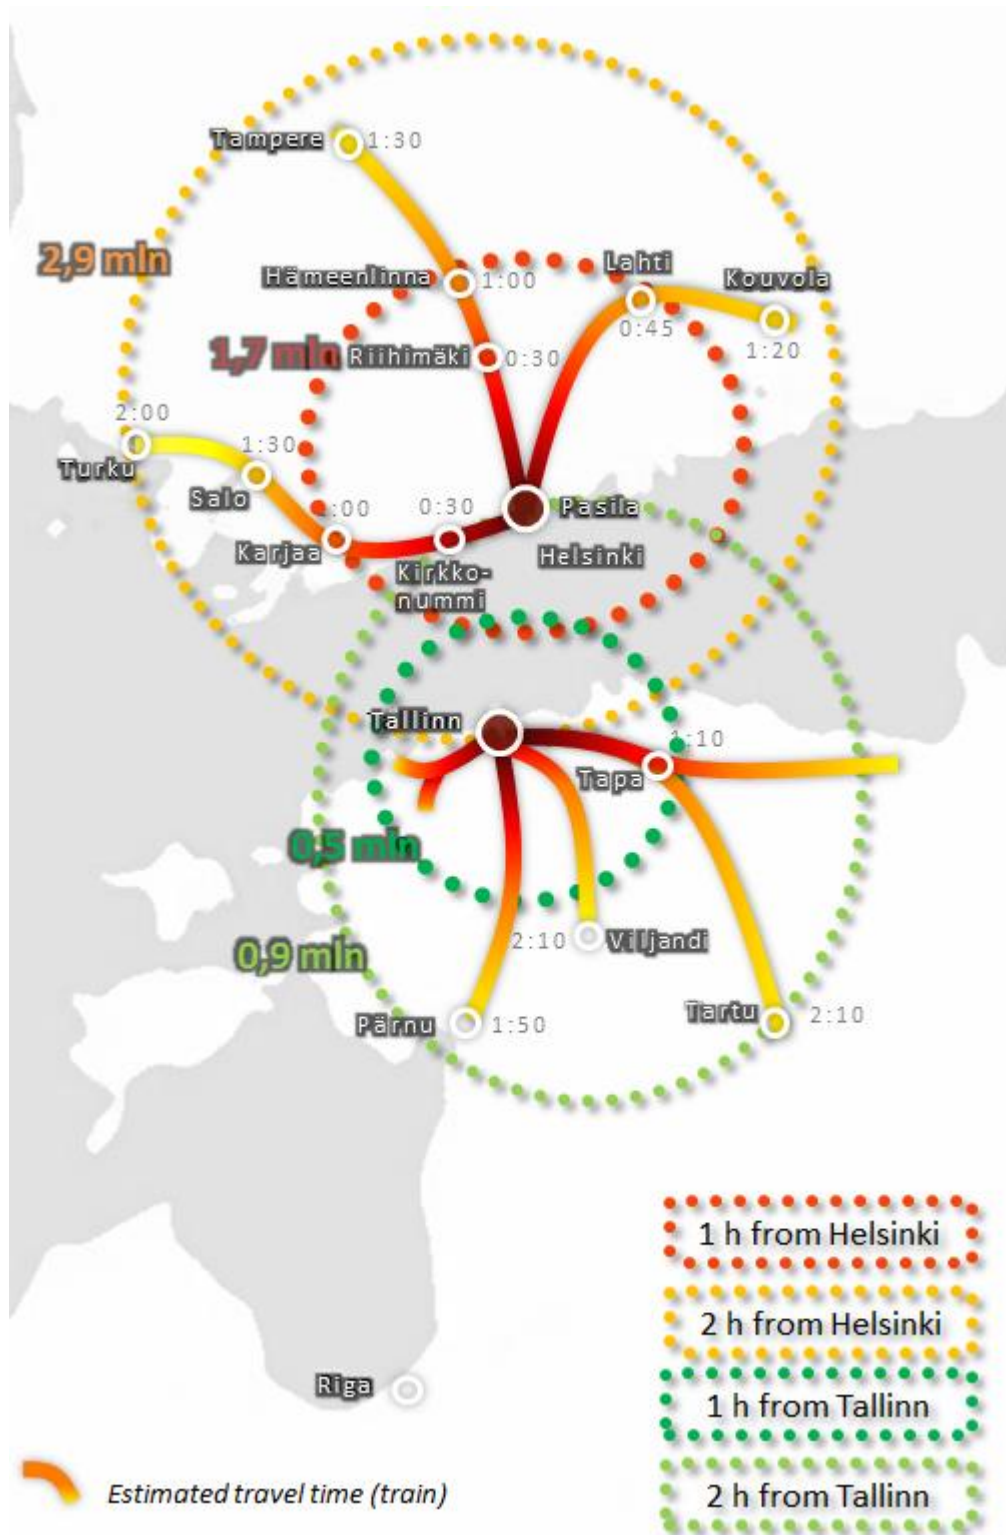 Tampere 1:30
2,9 mln
Hämeenlinna 1:00
Lahti
0:45
Kouvola
1:20
1,7 mln
Riihimäki 0:30
2:00
Turku
1:30
Salo
:00
Karjaa
0:30
Kirkko-
nummi
Pasila
Helsinki
Tallinn
1:10
Tapa
0,5 mln
2:10 Viljandi
0,9 mln
Pärnu 1:50
Tartu 2:10
1 h from Helsinki
2 h from Helsinki
1 h from Tallinn
2 h from Tallinn
Riga
Estimated travel time (train)